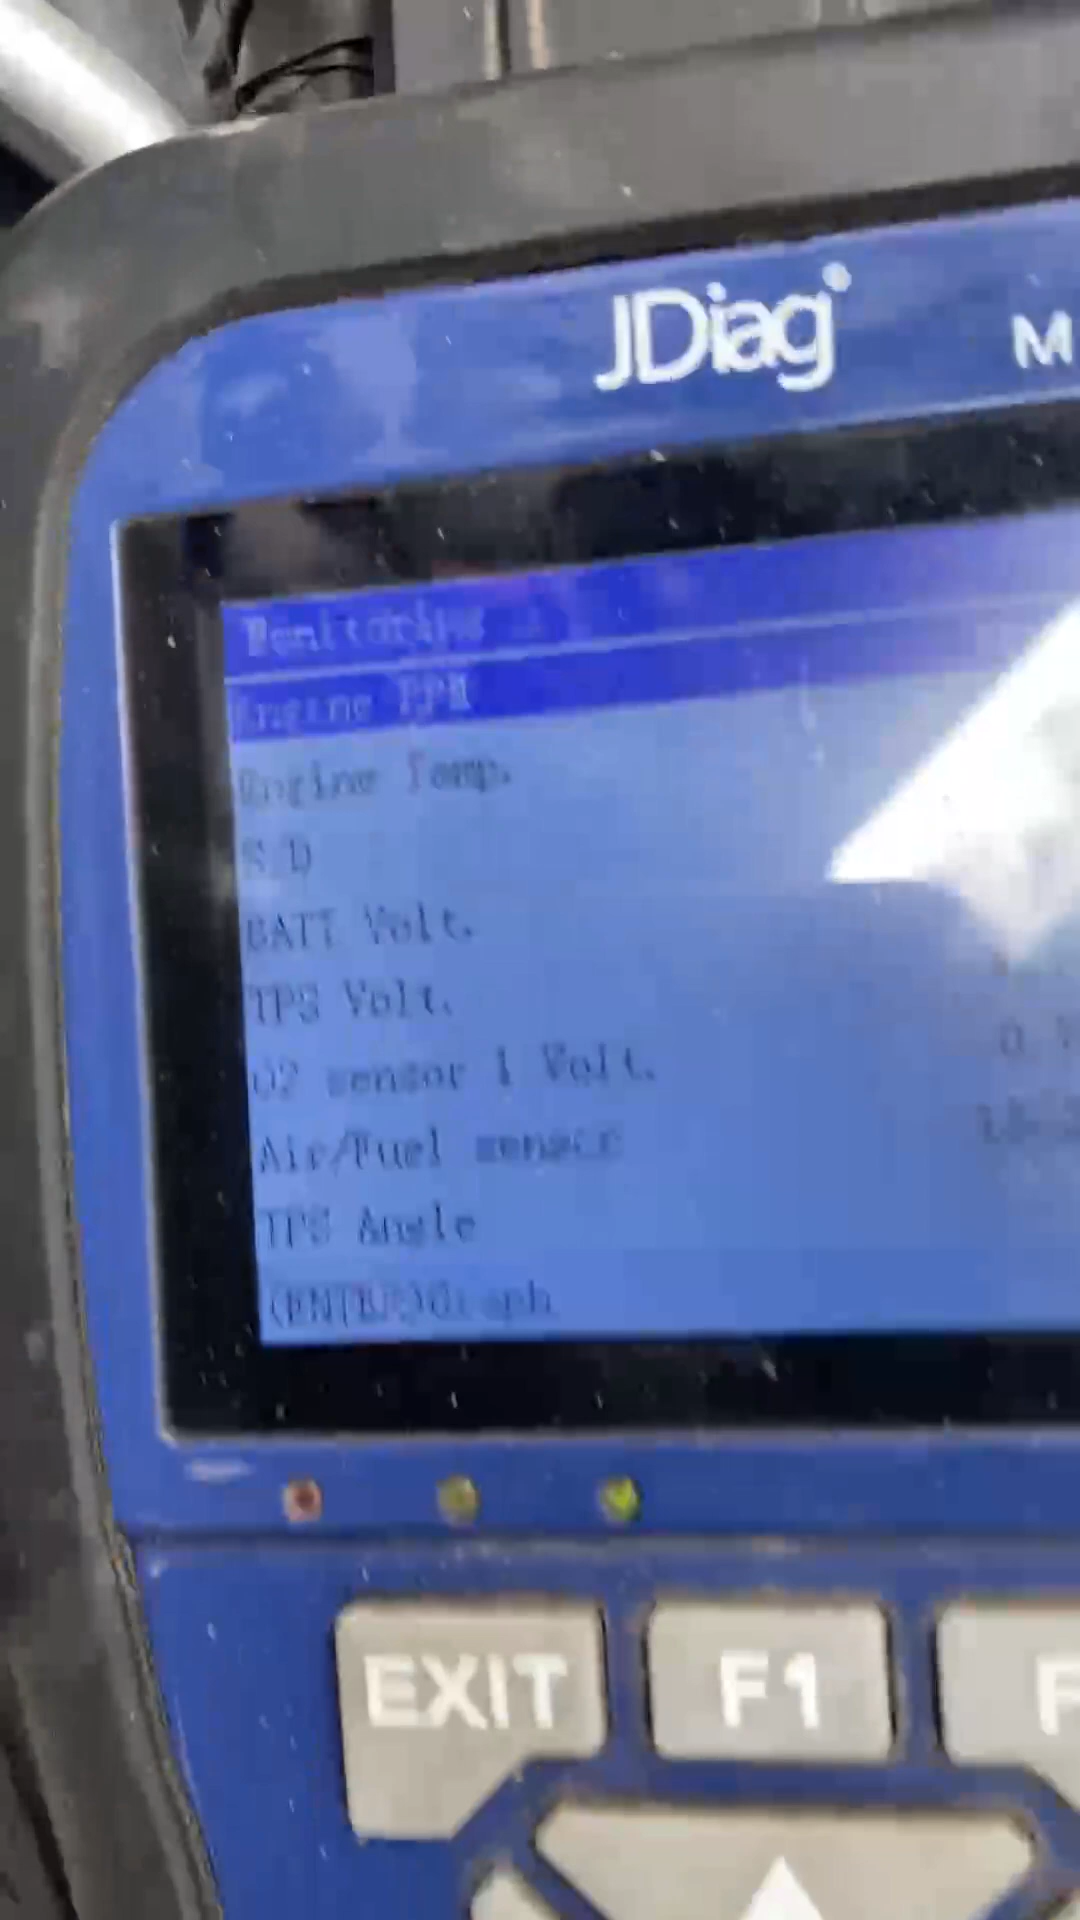 JDiag® M
Monitoring
Engine RPM
Engine Temp.
S/D
BATT Volt.
TPS Volt.
O2 sensor 1 Volt.
Air/Fuel sensor
TPS Angle
(ENTER)Graph
EXIT F1 F